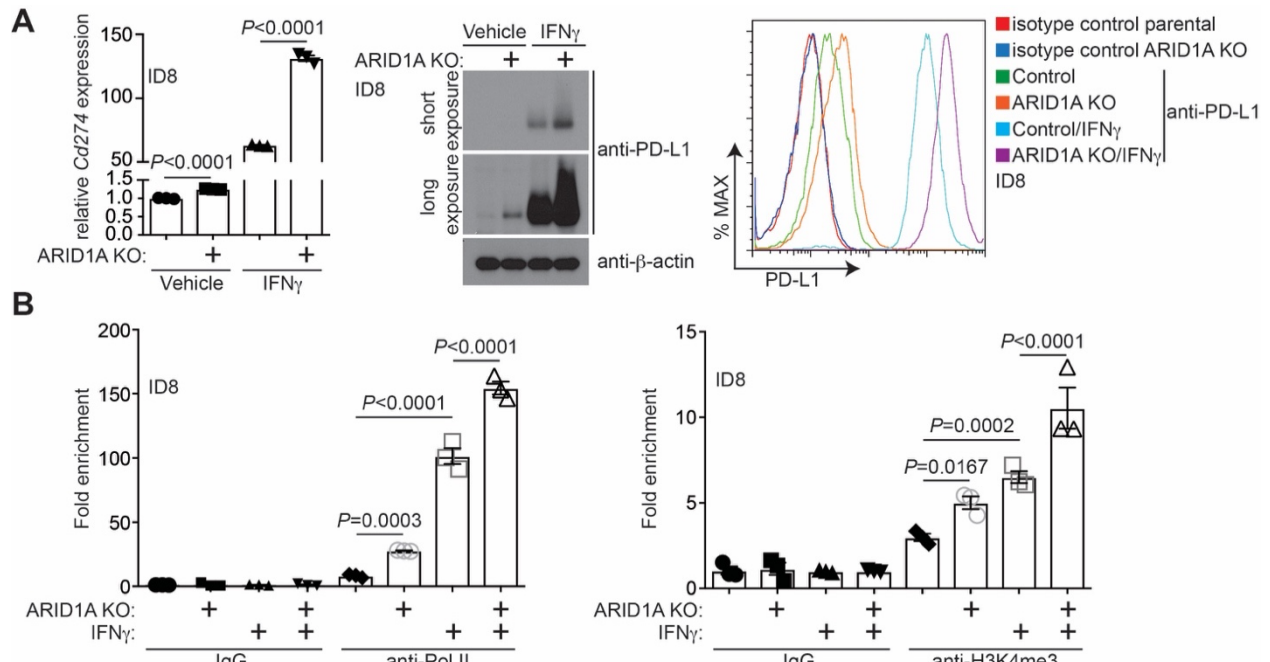 A
relative Cd274 expression
150
100
50
1.5
1.0
0.5
0.0
ID8
P<0.0001
P<0.0001
ARID1A KO: +
+
Vehicle
IFNγ
Vehicle IFNγ
ARID1A KO: + +
ID8
short exposure
long exposure
anti-PD-L1
anti-β-actin
% MAX
PD-L1
isotype control parental
isotype control ARID1A KO
Control
ARID1A KO
Control/IFNγ
ARID1A KO/IFNγ
anti-PD-L1
ID8
B
Fold enrichment
200
150
100
50
0
ID8
P=0.0003
P<0.0001
P<0.0001
ARID1A KO: + + + +
IFNγ: + + + +
IgG anti-Pol II
Fold enrichment
15
10
5
0
ID8
P=0.0167
P=0.0002
P<0.0001
ARID1A KO: + + + +
IFNγ: + + + +
IgG anti-H3K4me3